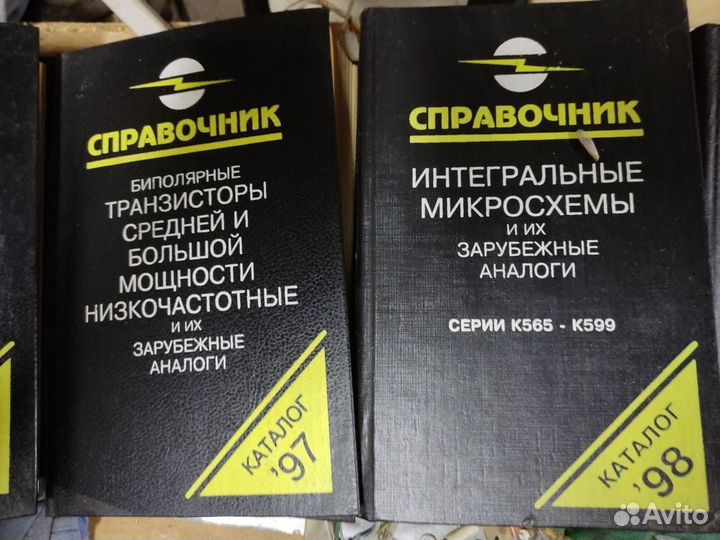 СПРАВОЧНИК
БИПОЛЯРНЫЕ
ТРАНЗИСТОРЫ
СРЕДНЕЙ И
БОЛЬШОЙ
МОЩНОСТИ
НИЗКОЧАСТОТНЫЕ
И ИХ
ЗАРУБЕЖНЫЕ
АНАЛОГИ
КАТАЛОГ
'97
СПРАВОЧНИК
ИНТЕГРАЛЬНЫЕ
МИКРОСХЕМЫ
И ИХ
ЗАРУБЕЖНЫЕ
АНАЛОГИ
СЕРИИ К565 - К599
КАТАЛОГ
'98
Avito